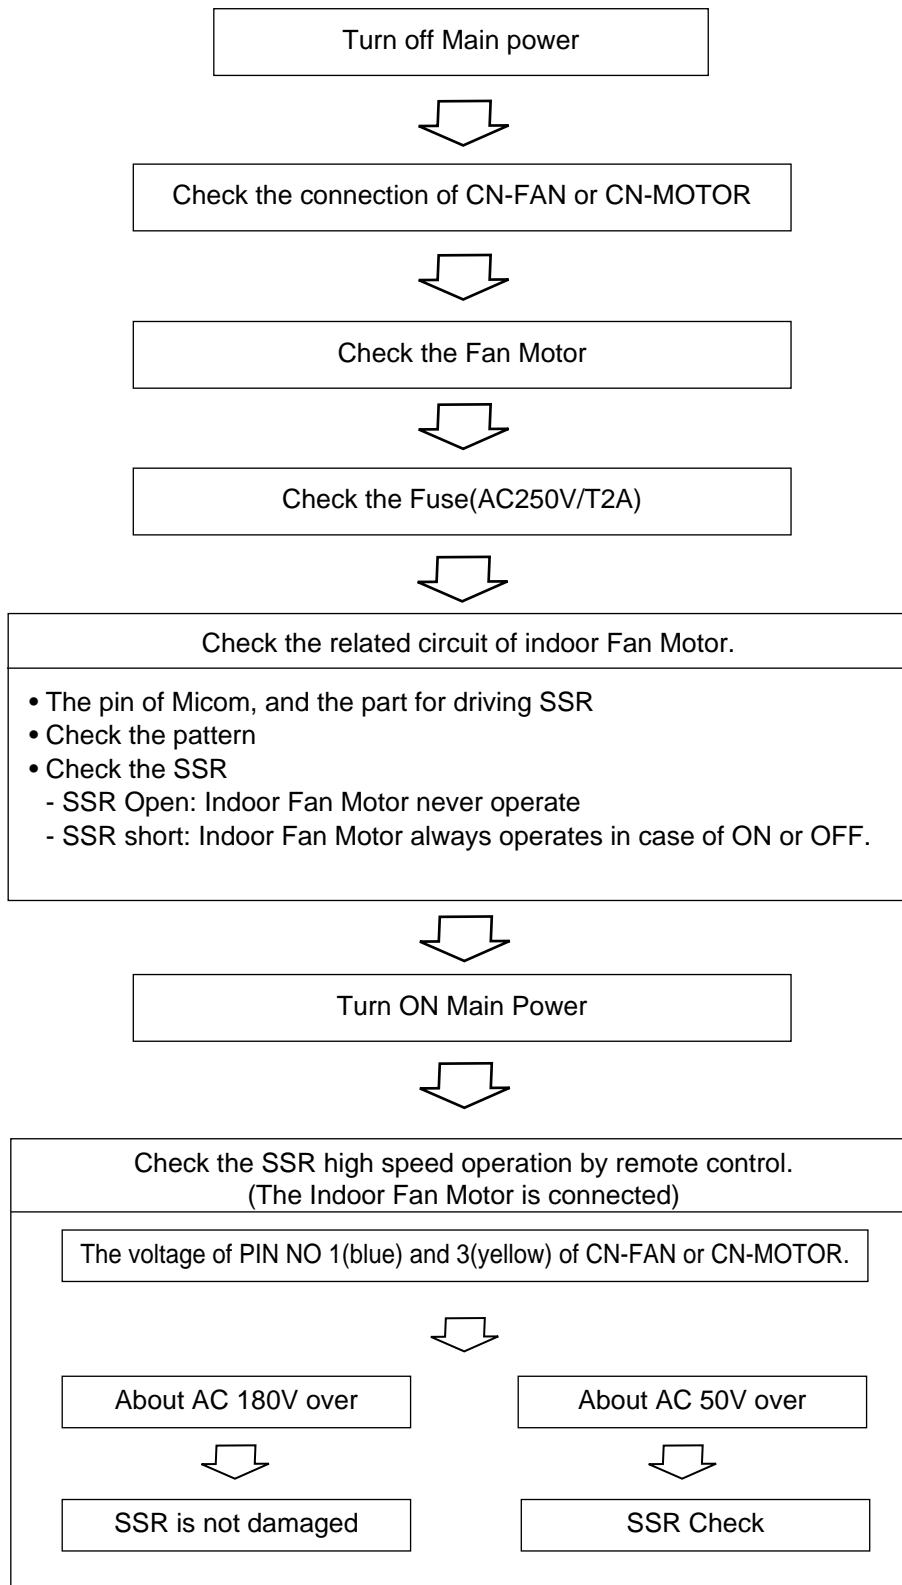 Turn off Main power
Check the connection of CN-FAN or CN-MOTOR
Check the Fan Motor
Check the Fuse(AC250V/T2A)
Check the related circuit of indoor Fan Motor.
• The pin of Micom, and the part for driving SSR
• Check the pattern
• Check the SSR
- SSR Open: Indoor Fan Motor never operate
- SSR short: Indoor Fan Motor always operates in case of ON or OFF.
Turn ON Main Power
Check the SSR high speed operation by remote control.
(The Indoor Fan Motor is connected)
The voltage of PIN NO 1(blue) and 3(yellow) of CN-FAN or CN-MOTOR.
About AC 180V over
About AC 50V over
SSR is not damaged
SSR Check